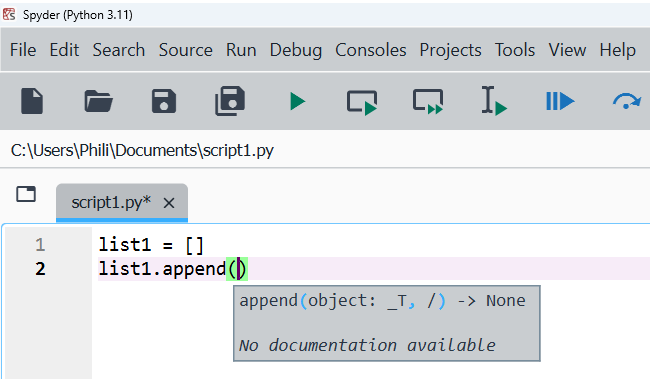 Spyder (Python 3.11)
File Edit Search Source Run Debug Consoles Projects Tools View Help
C:\Users\Phili\Documents\script1.py
script1.py*
1 list1 = []
2 list1.append()
append(object: _T, /) -> None
No documentation available